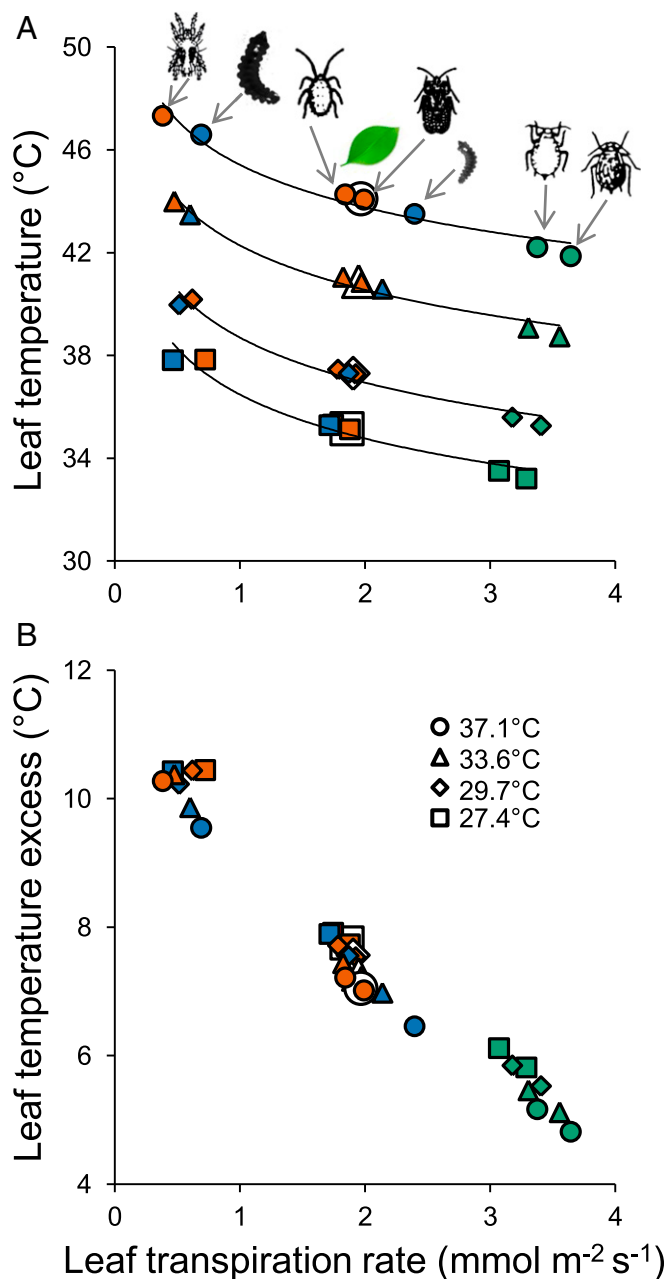 A
50
46
42
38
34
30
Leaf temperature (°C)
0 1 2 3 4
B
12
10
8
6
4
Leaf temperature excess (°C)
37.1°C
33.6°C
29.7°C
27.4°C
0 1 2 3 4
Leaf transpiration rate (mmol m⁻² s⁻¹)